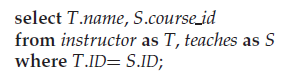 select T.name, S.course_id
from instructor as T, teaches as S
where T.ID= S.ID;